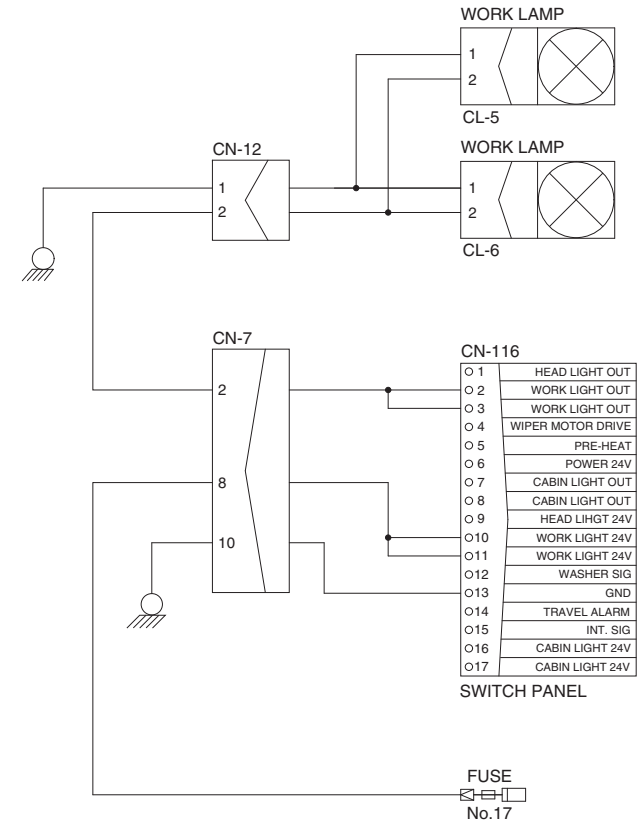 WORK LAMP
1
2
CL-5
WORK LAMP
CN-12
1
2
1
2
CL-6
CN-7
2
8
10
CN-116
1 HEAD LIGHT OUT
2 WORK LIGHT OUT
3 WORK LIGHT OUT
4 WIPER MOTOR DRIVE
5 PRE-HEAT
6 POWER 24V
7 CABIN LIGHT OUT
8 CABIN LIGHT OUT
9 HEAD LIHGT 24V
10 WORK LIGHT 24V
11 WORK LIGHT 24V
12 WASHER SIG
13 GND
14 TRAVEL ALARM
15 INT. SIG
16 CABIN LIGHT 24V
17 CABIN LIGHT 24V
SWITCH PANEL
FUSE
No.17